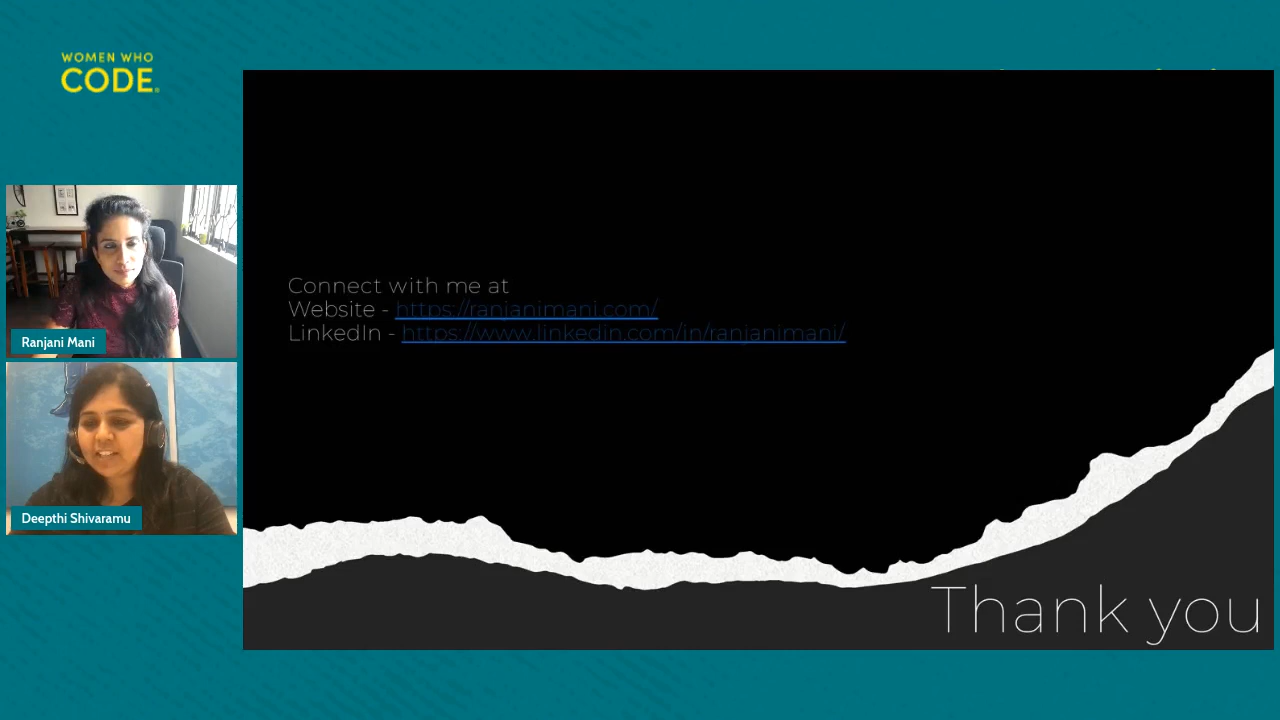 WOMEN WHO
CODE
Ranjani Mani
Deepthi Shivaramu
Connect with me at
Website - https://ranjanimani.com/
LinkedIn - https://www.linkedin.com/in/ranjanimani/
Thank you